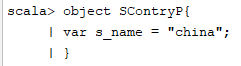 scala> object SContryP{
| var s_name = "china";
| }